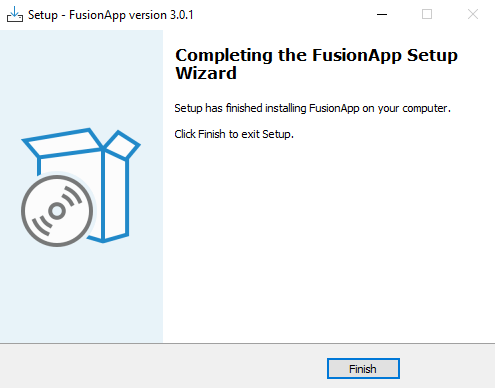 Setup - FusionApp version 3.0.1
Completing the FusionApp Setup
Wizard
Setup has finished installing FusionApp on your computer.
Click Finish to exit Setup.
Finish